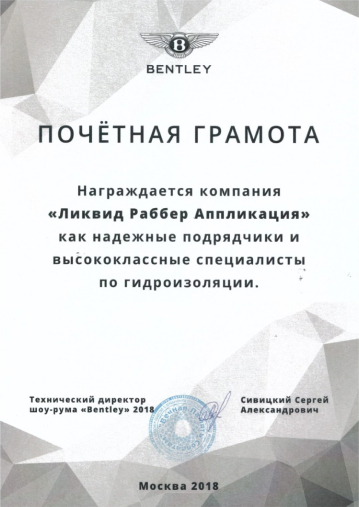 BENTLEY
ПОЧЁТНАЯ ГРАМОТА
Награждается компания
«Ликвид Раббер Аппликация»
как надежные подрядчики и
высококлассные специалисты
по гидроизоляции.
Технический директор
шоу-рума «Bentley» 2018
Сивицкий Сергей
Александрович
Москва 2018